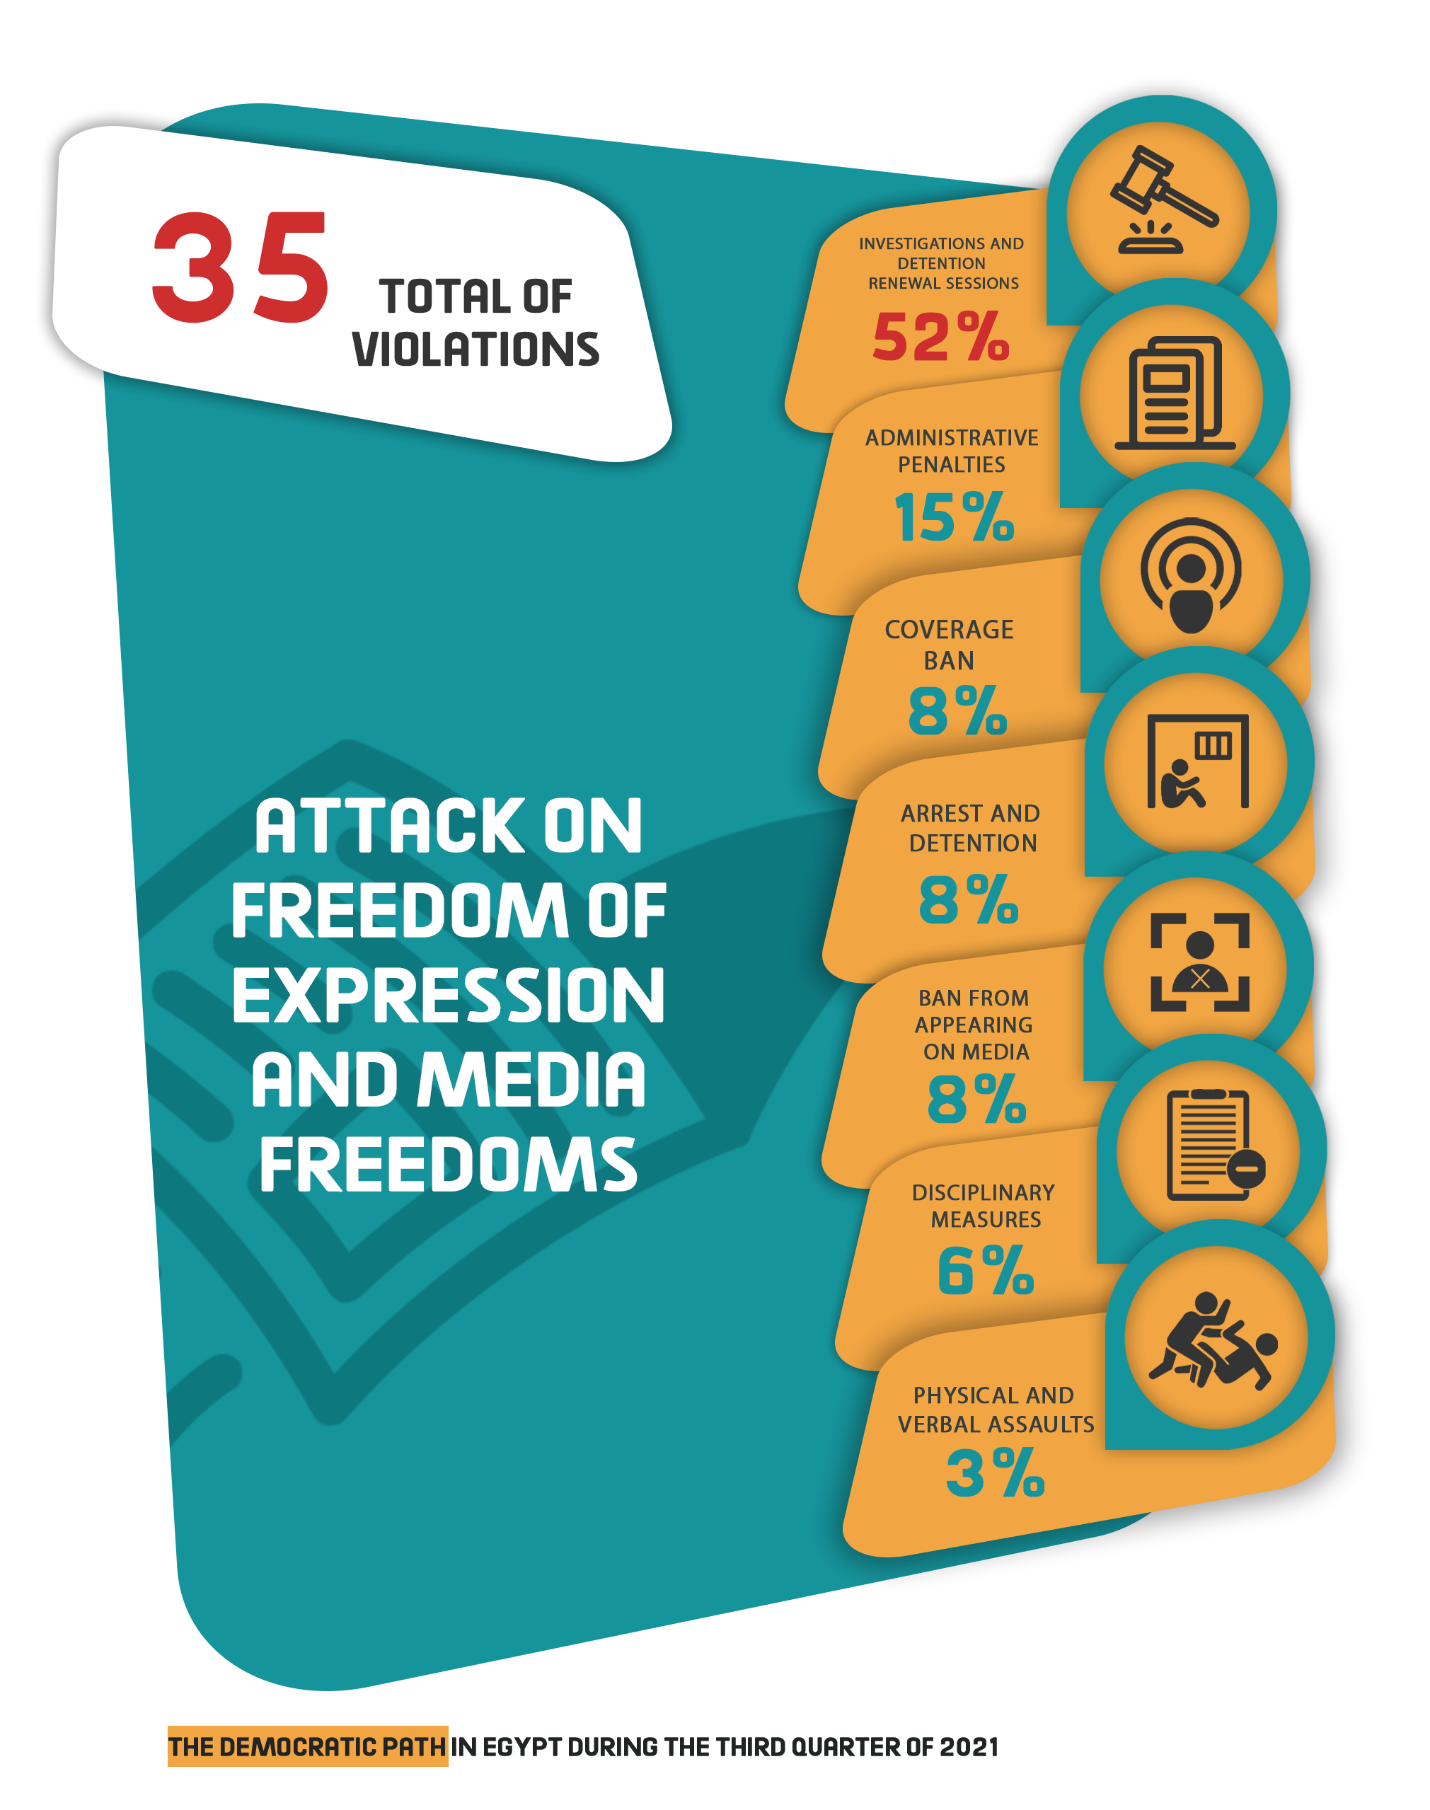 35
TOTAL OF
VIOLATIONS
ATTACK ON
FREEDOM OF
EXPRESSION
AND MEDIA
FREEDOMS
INVESTIGATIONS AND
DETENTION
RENEWAL SESSIONS
52%
ADMINISTRATIVE
PENALTIES
15%
COVERAGE
BAN
8%
ARREST AND
DETENTION
8%
BAN FROM
APPEARING
ON MEDIA
8%
DISCIPLINARY
MEASURES
6%
PHYSICAL AND
VERBAL ASSAULTS
3%
THE DEMOCRATIC PATH IN EGYPT DURING THE THIRD QUARTER OF 2021